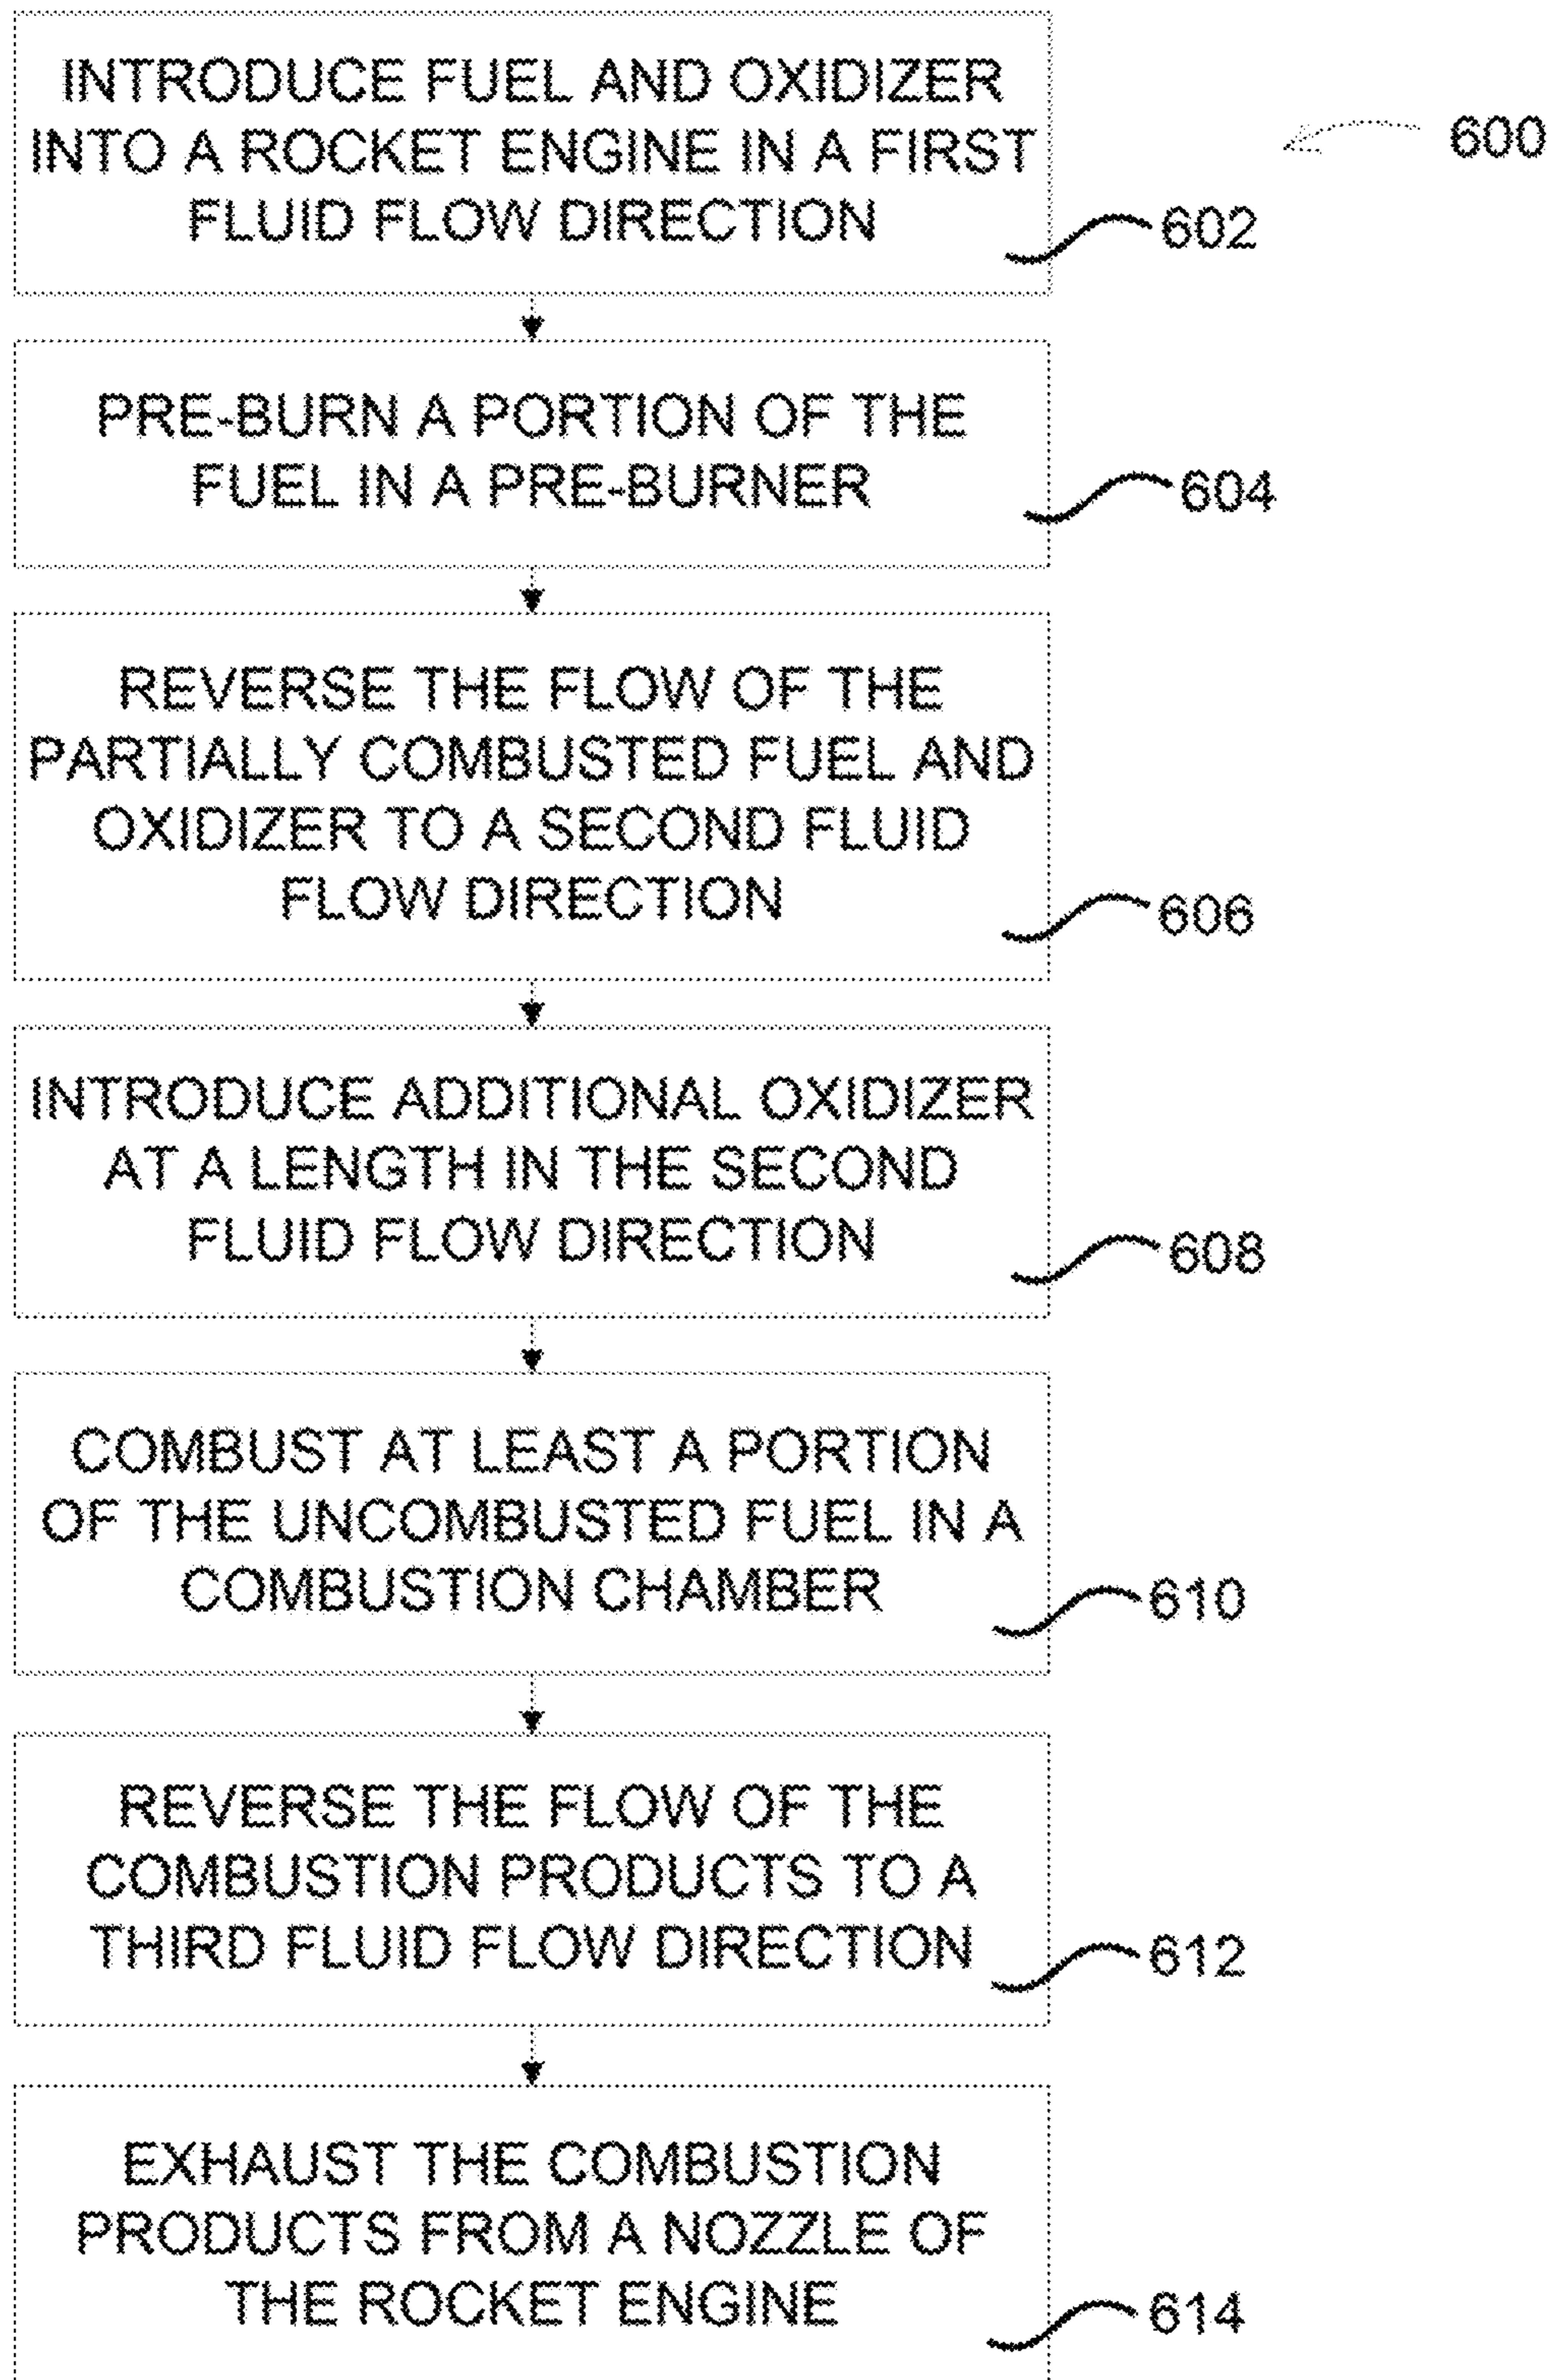 INTRODUCE FUEL AND OXIDIZER
INTO A ROCKET ENGINE IN A FIRST
FLUID FLOW DIRECTION
600
602
PRE-BURN A PORTION OF THE
FUEL IN A PRE-BURNER
604
REVERSE THE FLOW OF THE
PARTIALLY COMBUSTED FUEL AND
OXIDIZER TO A SECOND FLUID
FLOW DIRECTION
606
INTRODUCE ADDITIONAL OXIDIZER
AT A LENGTH IN THE SECOND
FLUID FLOW DIRECTION
608
COMBUST AT LEAST A PORTION
OF THE UNCOMBUSTED FUEL IN A
COMBUSTION CHAMBER
610
REVERSE THE FLOW OF THE
COMBUSTION PRODUCTS TO A
THIRD FLUID FLOW DIRECTION
612
EXHAUST THE COMBUSTION
PRODUCTS FROM A NOZZLE OF
THE ROCKET ENGINE
614